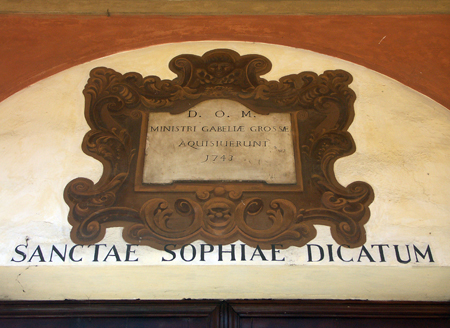 D. O. M.
MINISTRI GABELLÆ GROSSÆ
AQUISIUERUNT
1741
SANCTAE SOPHIAE DICATUM